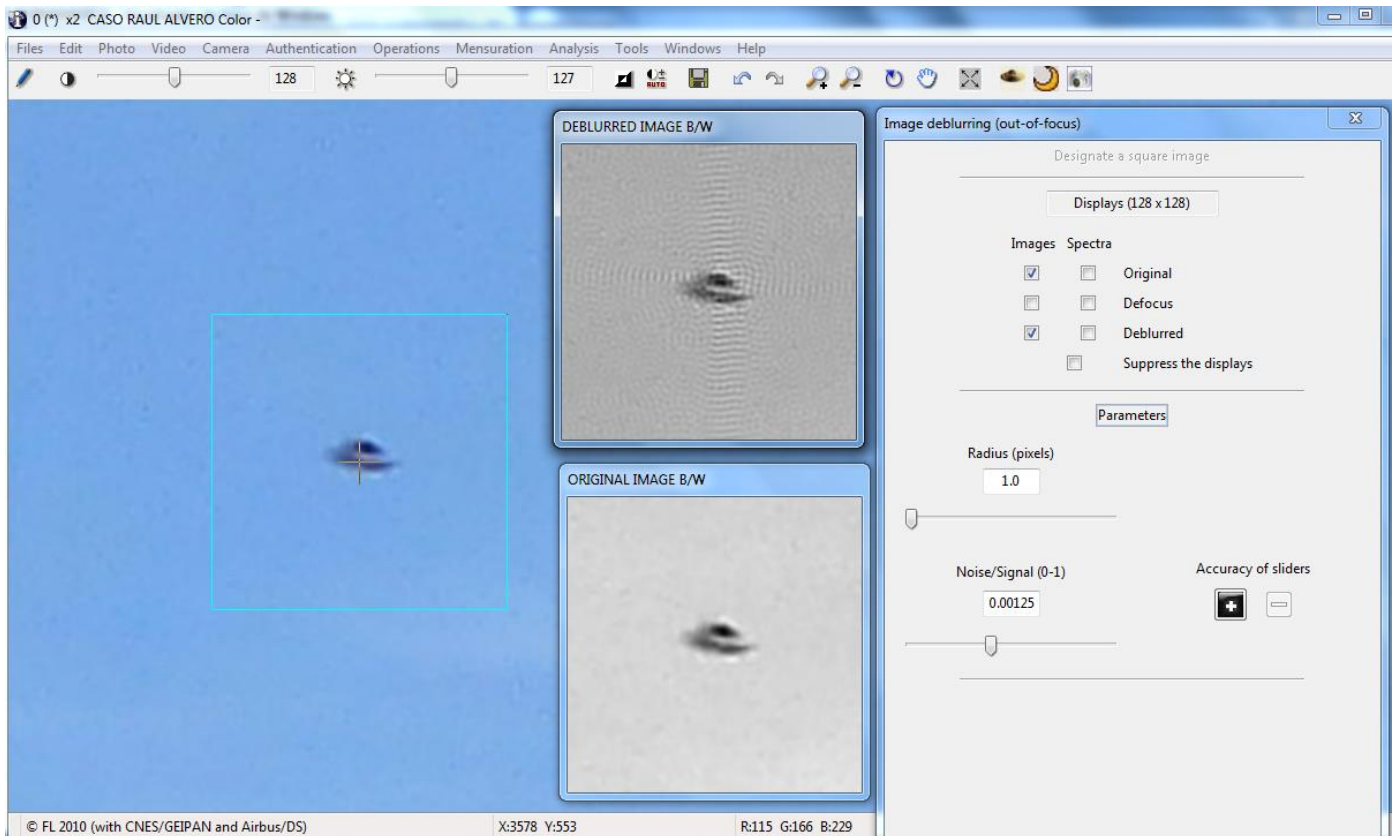 0 (*) x2 CASO RAUL ALVERO Color -
Files Edit Photo Video Camera Authentication Operations Mensuration Analysis Tools Windows Help
128 127 AUTO
DEBLURRED IMAGE B/W
ORIGINAL IMAGE B/W
Image deblurring (out-of-focus)
Designate a square image
Displays (128 x 128)
Images Spectra
Original
Defocus
Deblurred
Suppress the displays
Parameters
Radius (pixels)
1.0
Noise/Signal (0-1) Accuracy of sliders
0.00125
© FL 2010 (with CNES/GEIPAN and Airbus/DS) X:3578 Y:553 R:115 G:166 B:229